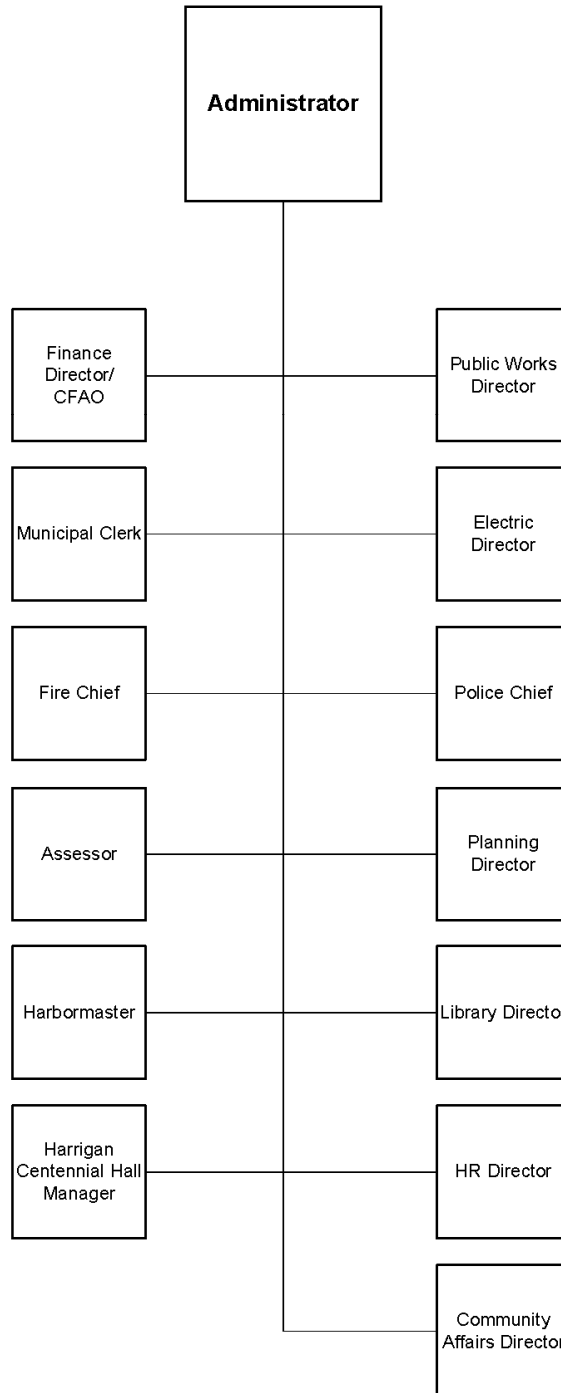 Administrator
Finance
Director/
CFAO
Public Works
Director
Municipal Clerk
Electric
Director
Fire Chief
Police Chief
Assessor
Planning
Director
Harbormaster
Library Director
Harrigan
Centennial Hall
Manager
HR Director
Community
Affairs Director